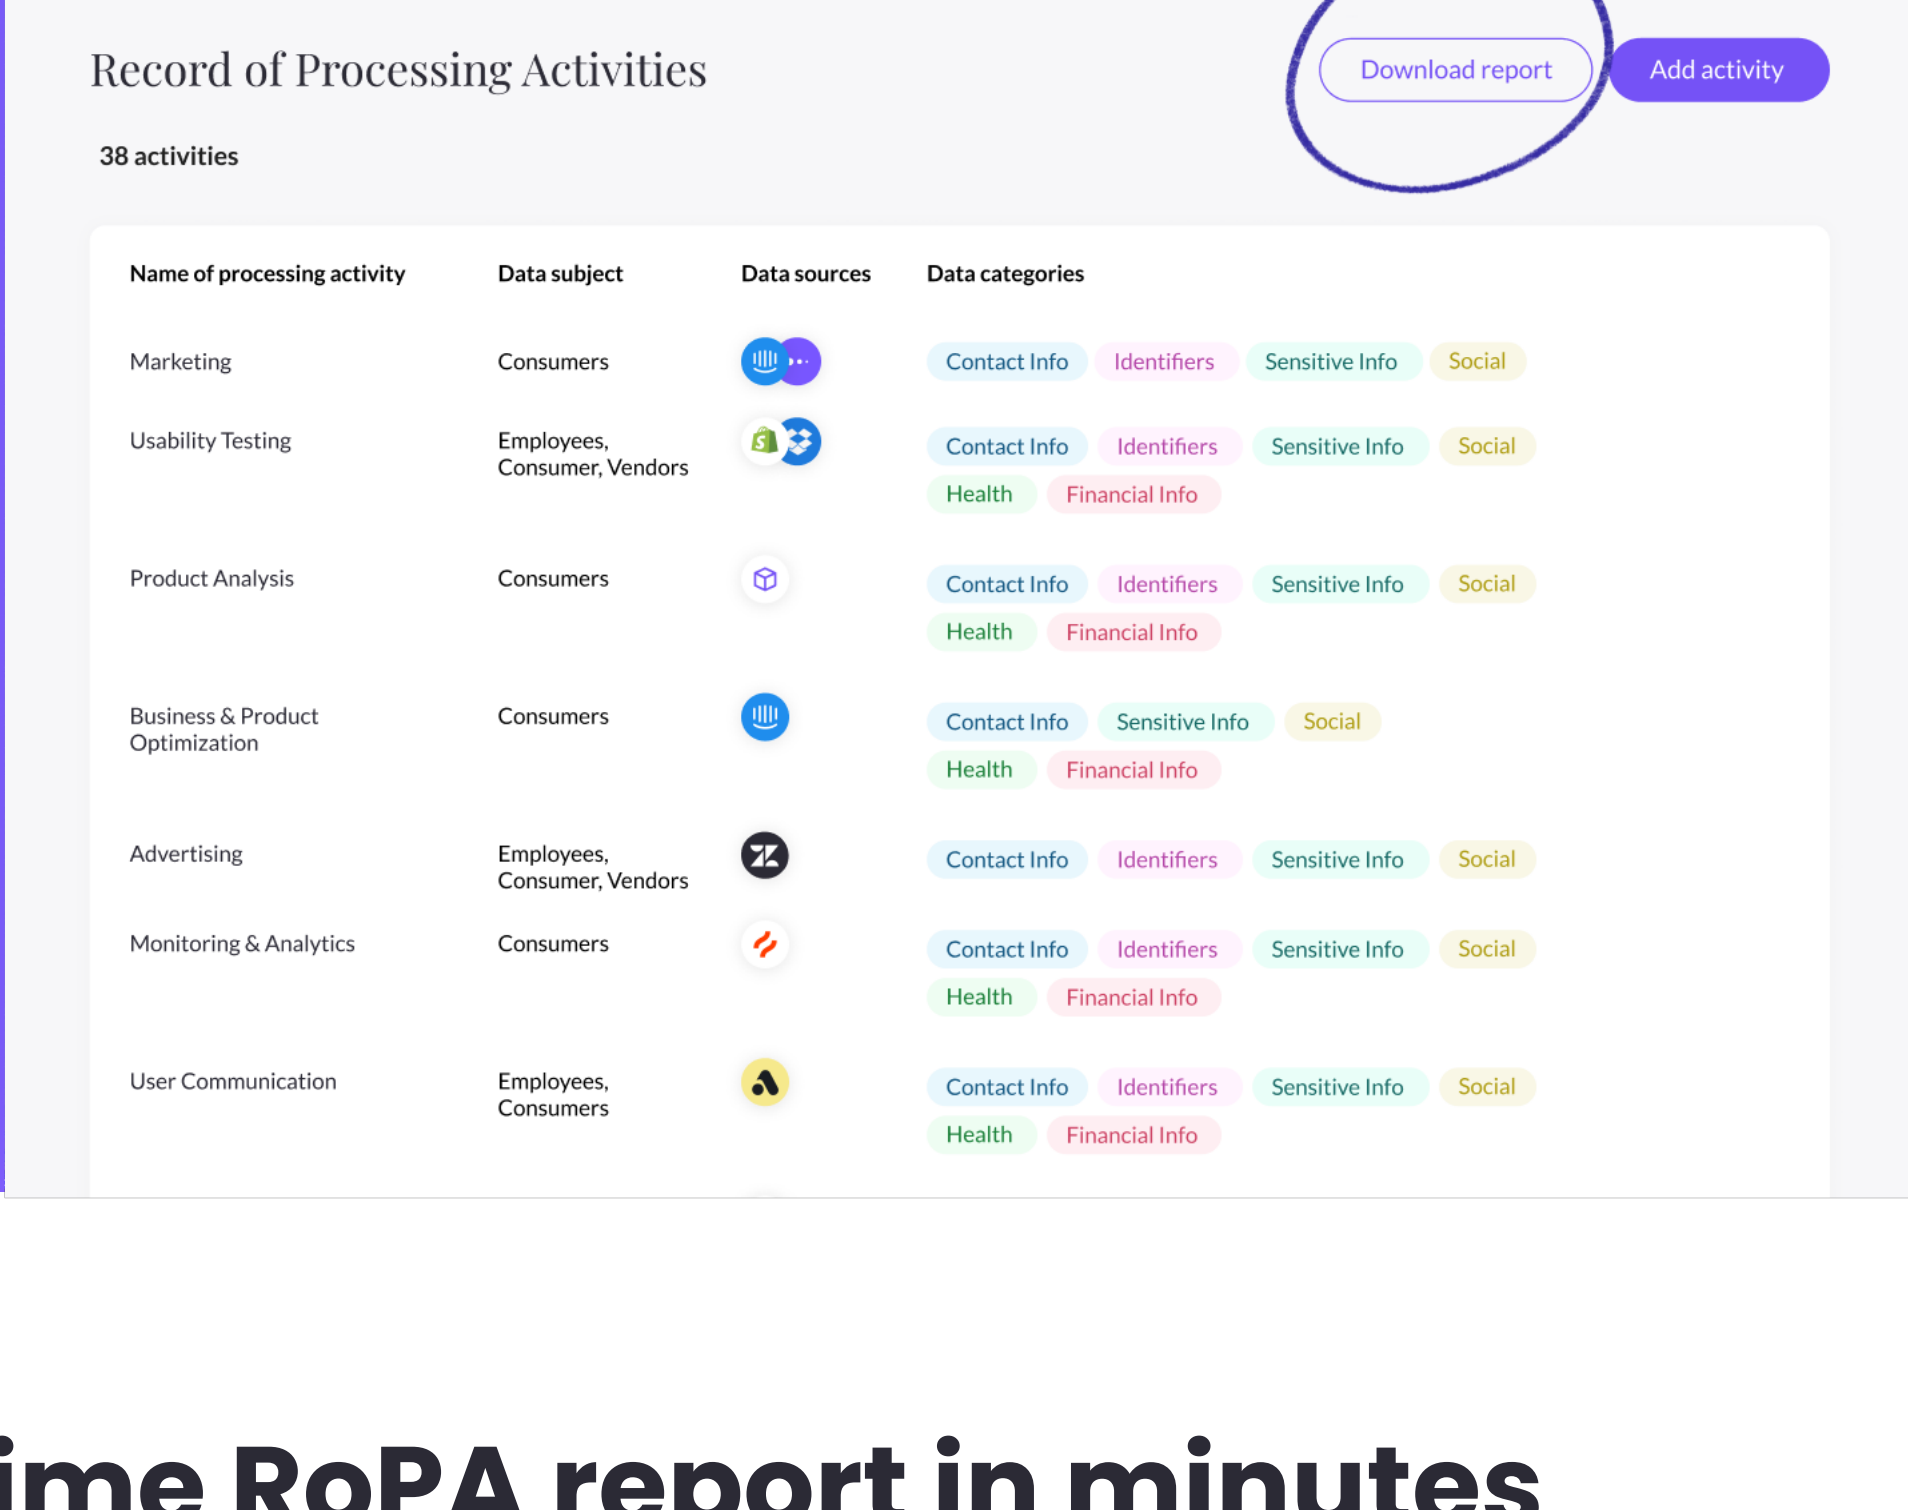 Record of Processing Activities
Download report
Add activity
38 activities
Name of processing activity Data subject Data sources Data categories
Marketing Consumers Contact Info Identifiers Sensitive Info Social
Usability Testing Employees, Contact Info Identifiers Sensitive Info Social
Consumer, Vendors
Health Financial Info
Product Analysis Consumers Contact Info Identifiers Sensitive Info Social
Health Financial Info
Business & Product Consumers Contact Info Sensitive Info Social
Optimization
Health Financial Info
Advertising Employees, Contact Info Identifiers Sensitive Info Social
Consumer, Vendors
Monitoring & Analytics Consumers Contact Info Identifiers Sensitive Info Social
Health Financial Info
User Communication Employees, Contact Info Identifiers Sensitive Info Social
Consumers
Health Financial Info
ime RoPA report in minutes